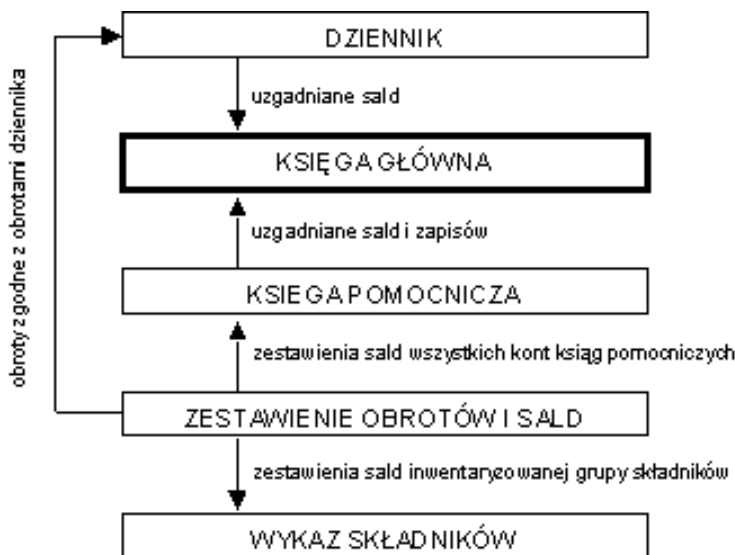 DZIENNIK
uzgadniane sald
KSIĘGA GŁÓWNA
uzgadniane sald i zapisów
KSIEGA POMOCNICZA
zestawienia sald wszystkich kont ksiąg pomocniczych
ZESTAWIENIE OBROTÓW I SALD
zestawienia sald inwentaryzowanej grupy składników
WYKAZ SKŁADNIKÓW
obroty zgodne z obrotami dziennika